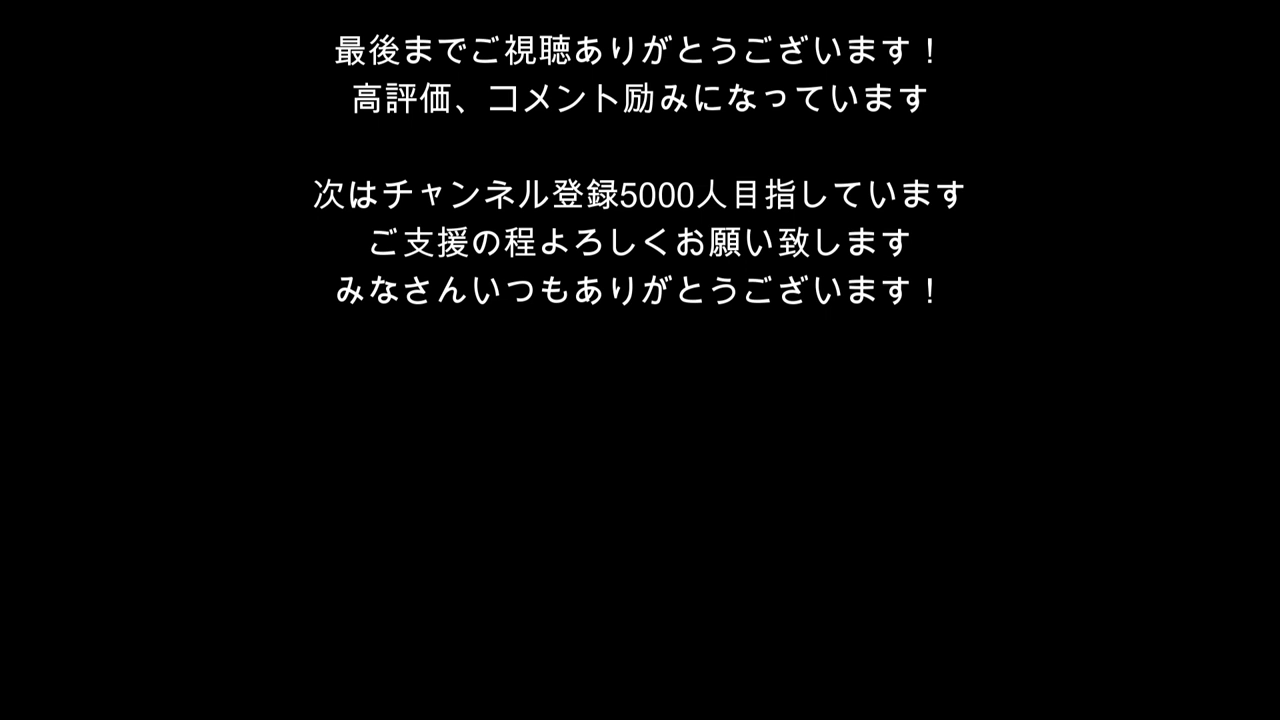 最後までご視聴ありがとうございます！
高評価、コメント励みになっています
次はチャンネル登録5000人目指しています
ご支援の程よろしくお願い致します
みなさんいつもありがとうございます！